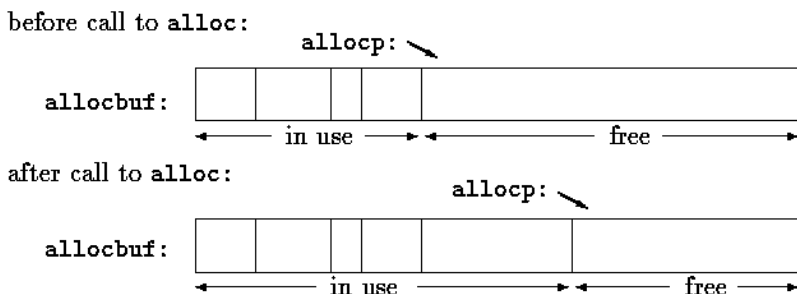 before call to alloc:
allocp:
allocbuf:
in use
free
after call to alloc:
allocp:
allocbuf:
in use
free